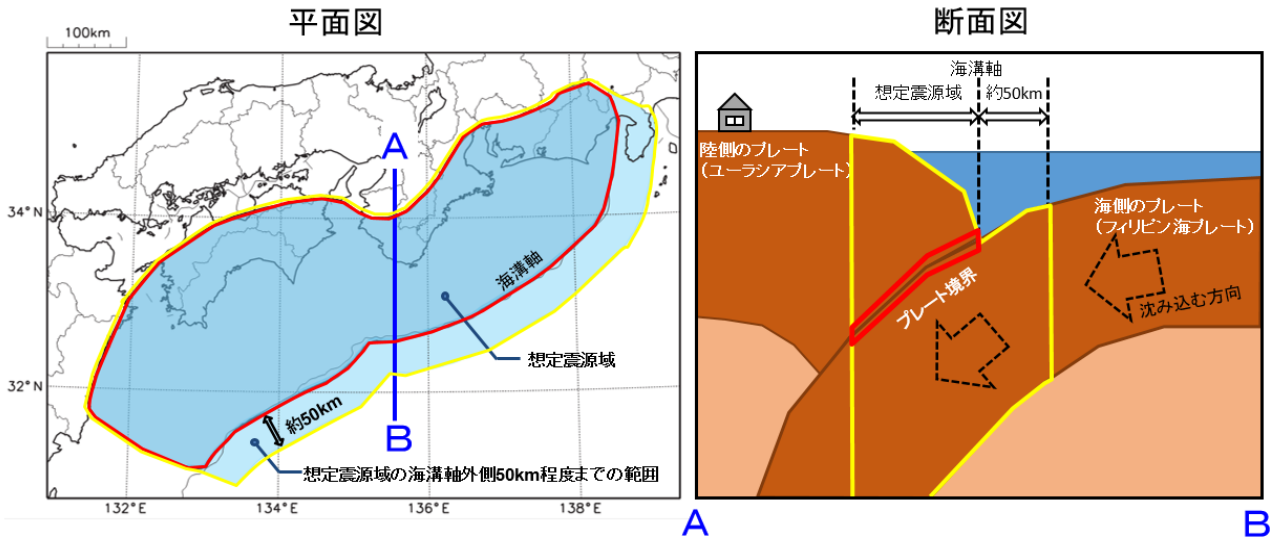 平面図
100km
A
34°N
32°N
海溝軸
想定震源域
約50km
B
想定震源域の海溝軸外側50km程度までの範囲
132°E
134°E
136°E
138°E
断面図
海溝軸
想定震源域
約50km
陸側のプレート
(ユーラシアプレート)
海側のプレート
(フィリピン海プレート)
プレート境界
沈み込む方向
A
B